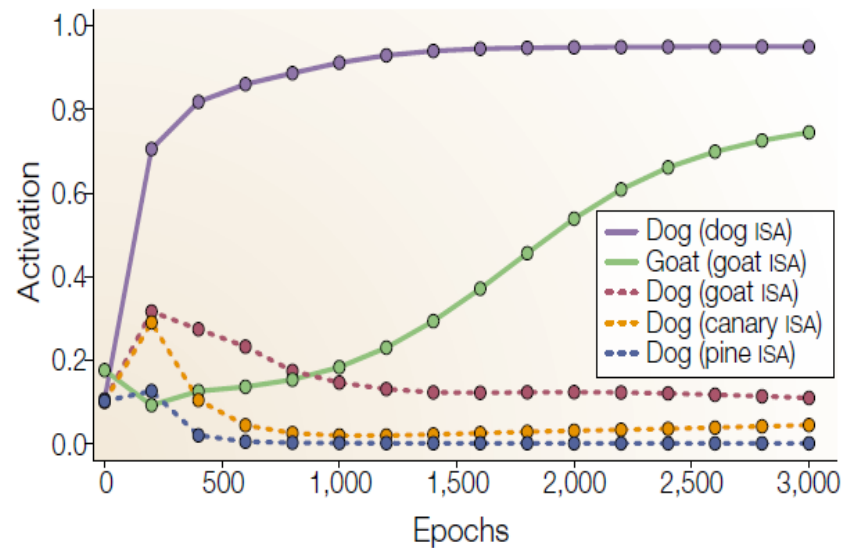 1.0
0.8
0.6
0.4
0.2
0.0
Activation
Dog (dog ISA)
Goat (goat ISA)
Dog (goat ISA)
Dog (canary ISA)
Dog (pine ISA)
0 500 1,000 1,500 2,000 2,500 3,000
Epochs